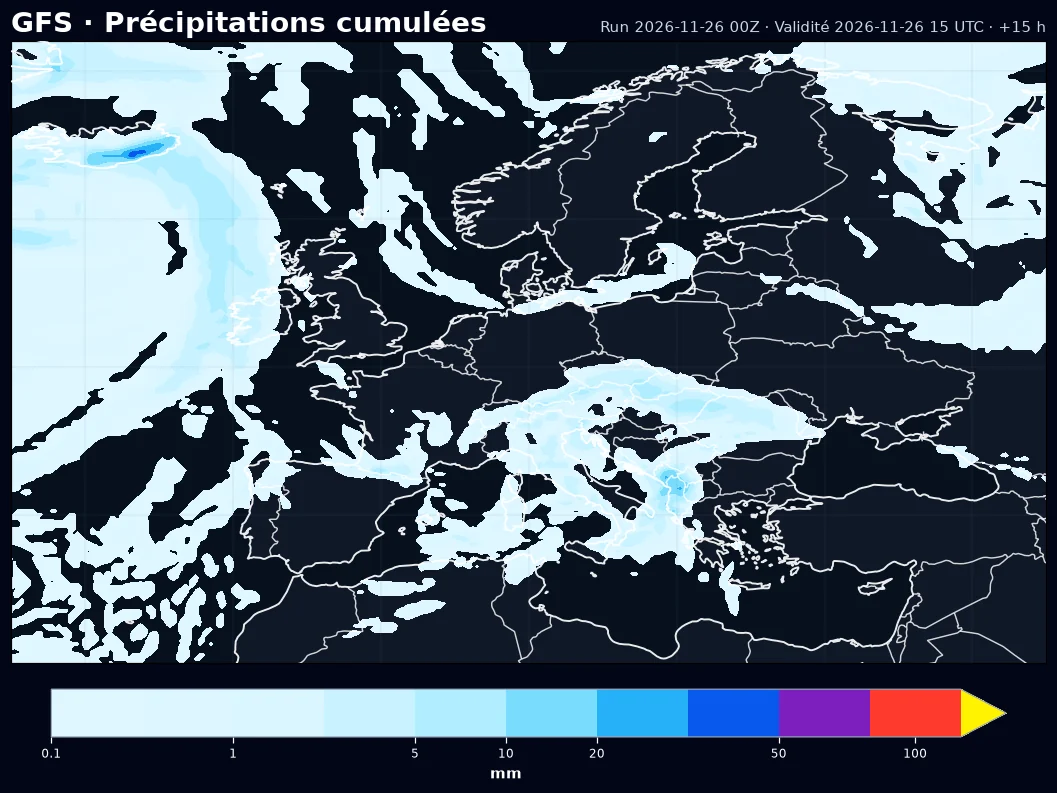 GFS · Précipitations cumulées
Run 2026-11-26 00Z · Validité 2026-11-26 15 UTC · +15 h
0.1 1 5 10 20 50 100
mm